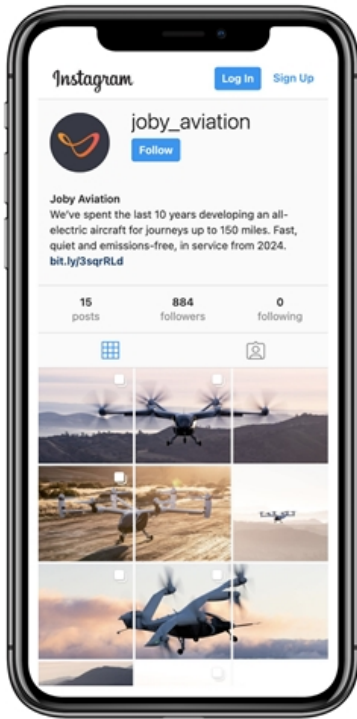 Instagram
Log In
Sign Up
joby_aviation
Follow
Joby Aviation
We've spent the last 10 years developing an all-
electric aircraft for journeys up to 150 miles. Fast,
quiet and emissions-free, in service from 2024.
bit.ly/3sqrRLd
15
884
0
posts
followers
following